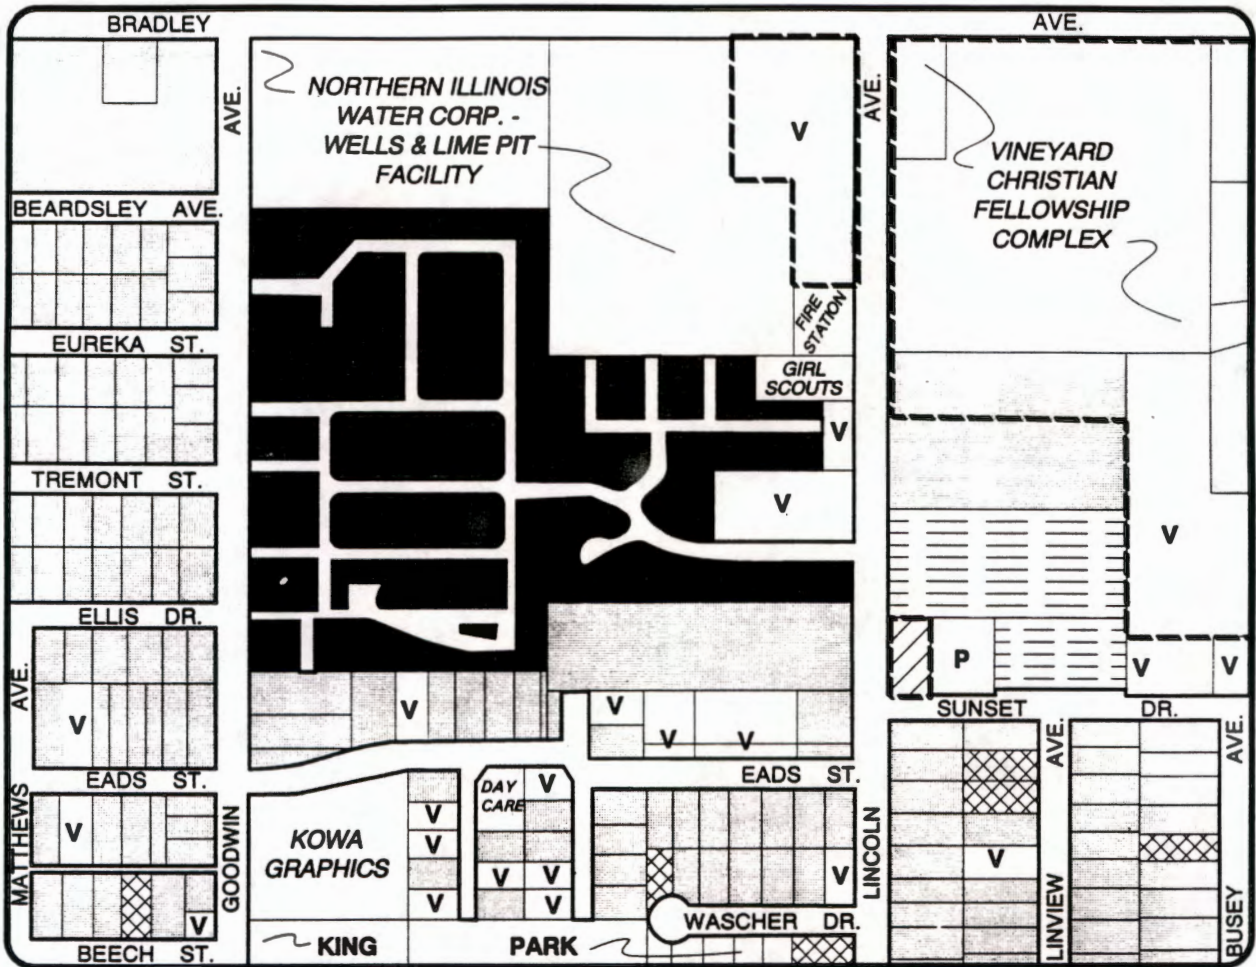 BRADLEY AVE.
AVE.
NORTHERN ILLINOIS
WATER CORP. -
WELLS & LIME PIT
FACILITY
V
AVE.
VINEYARD
CHRISTIAN
FELLOWSHIP
COMPLEX
BEARDSLEY AVE.
FIRE
STATION
EUREKA ST.
GIRL
SCOUTS
V
TREMONT ST.
V
V
ELLIS DR.
P
V
V
AVE.
V
V
V
V
V
SUNSET DR.
AVE.
AVE.
EADS ST.
EADS ST.
MATTHEWS
GOODWIN
LINCOLN
LINVIEW
BUSEY
DAY
CARE
V
V
V
V
KOWA
GRAPHICS
V
V
V
V
V
V
V
V
WASCHER DR.
KING PARK
BEECH ST.